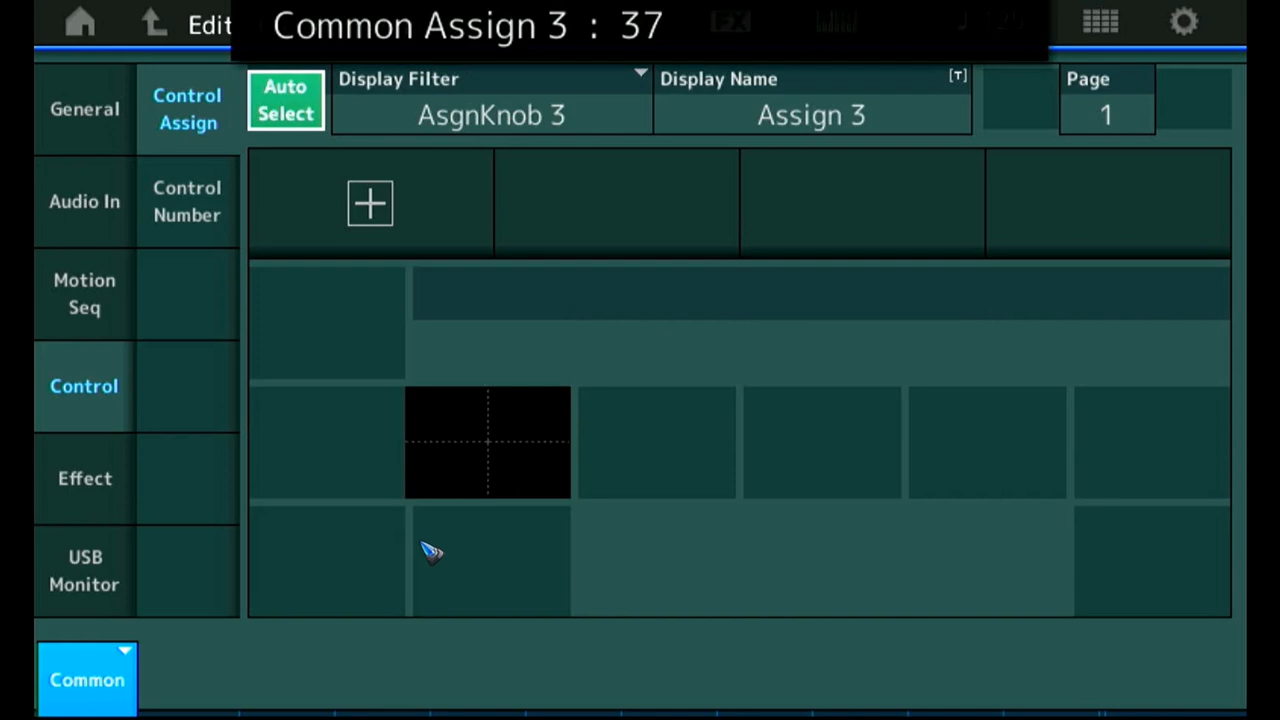 Edit
Common Assign 3 : 37
General
Control
Assign
Auto
Select
Display Filter
AsgnKnob 3
Display Name
[T]
Assign 3
Page
1
Audio In
Control
Number
Motion
Seq
Control
Effect
USB
Monitor
Common